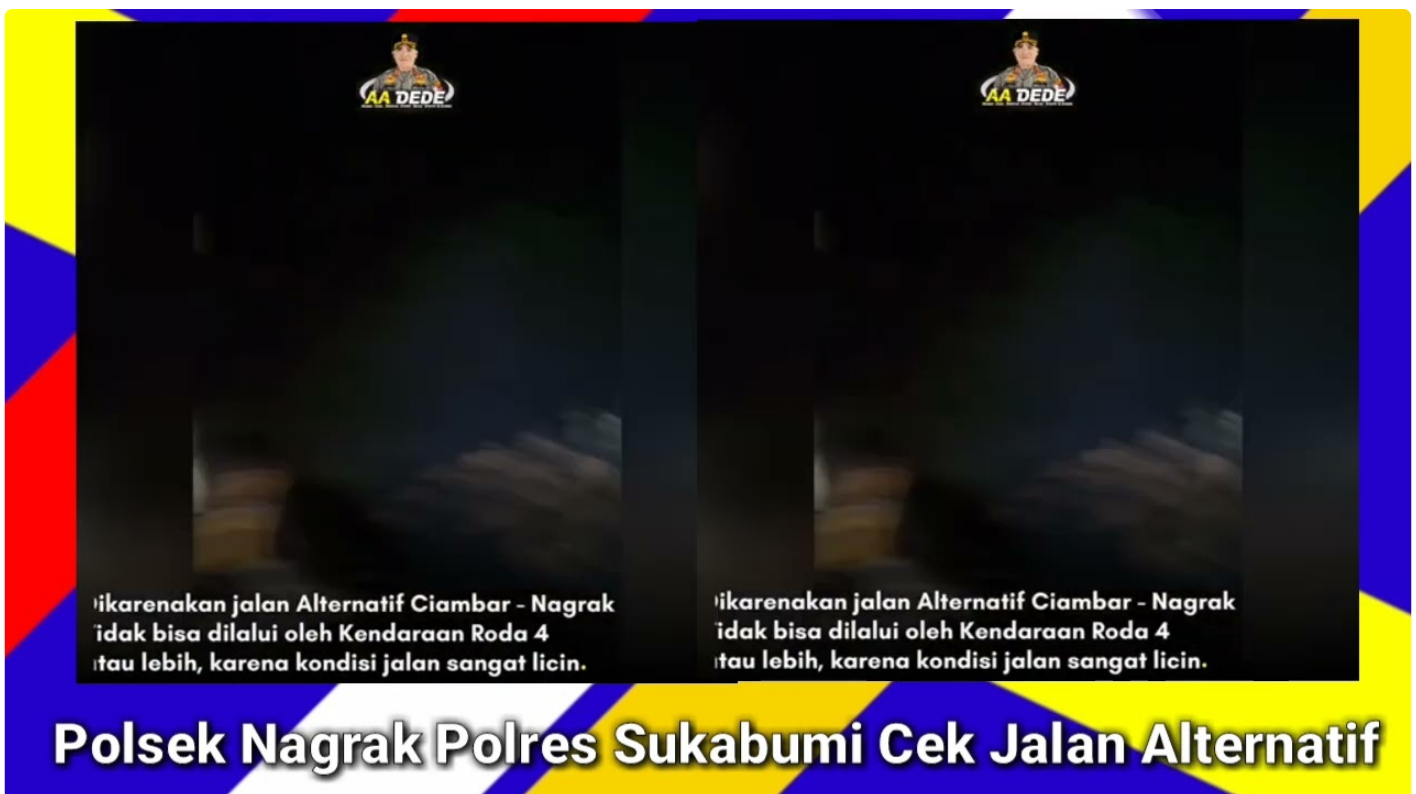 AA DEDE
AA DEDE
ikarenakan jalan Alternatif Ciambar - Nagrak
idak bisa dilalui oleh Kendaraan Roda 4
tau lebih, karena kondisi jalan sangat licin.
ikarenakan jalan Alternatif Ciambar - Nagrak
idak bisa dilalui oleh Kendaraan Roda 4
tau lebih, karena kondisi jalan sangat licin.
Polsek Nagrak Polres Sukabumi Cek Jalan Alternatif